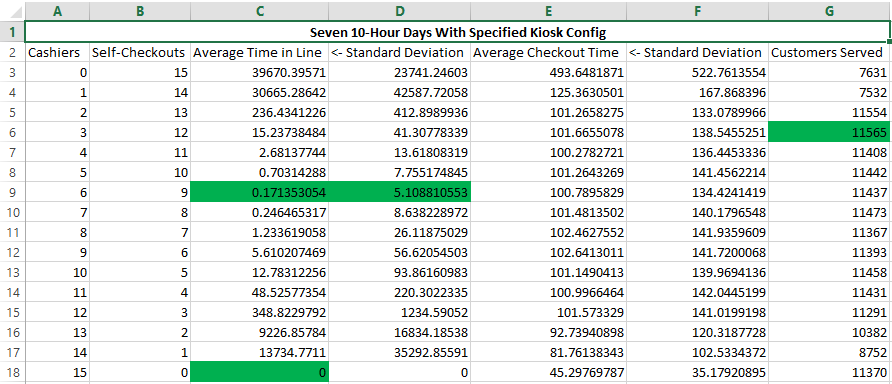 A B C D E F G
1 Seven 10-Hour Days With Specified Kiosk Config
2 Cashiers Self-Checkouts Average Time in Line <- Standard Deviation Average Checkout Time <- Standard Deviation Customers Served
3 0 15 39670.39571 23741.24603 493.6481871 522.7613554 7631
4 1 14 30665.28642 42587.72058 125.3630501 167.868396 7532
5 2 13 236.4341226 412.8989936 101.2658275 133.0789966 11554
6 3 12 15.23738484 41.30778339 101.6655078 138.5455251 11565
7 4 11 2.68137744 13.61808319 100.2782721 136.4453336 11408
8 5 10 0.70314288 7.755174845 101.2643269 141.4562214 11442
9 6 9 0.171353054 5.108810553 100.7895829 134.4241419 11437
10 7 8 0.246465317 8.638228972 101.4813502 140.1796548 11473
11 8 7 1.233619058 26.11875029 102.4627552 141.9359609 11367
12 9 6 5.610207469 56.62054503 102.6413011 141.7200068 11393
13 10 5 12.78312256 93.86160983 101.1490413 139.9694136 11458
14 11 4 48.52577354 220.3022335 100.9966464 142.0445199 11431
15 12 3 348.8229792 1234.59052 101.573329 141.0199198 11291
16 13 2 9226.85784 16834.18538 92.73940898 120.3187728 10382
17 14 1 13734.7711 35292.85591 81.76138343 102.5334372 8752
18 15 0 0 0 45.29769787 35.17920895 11370